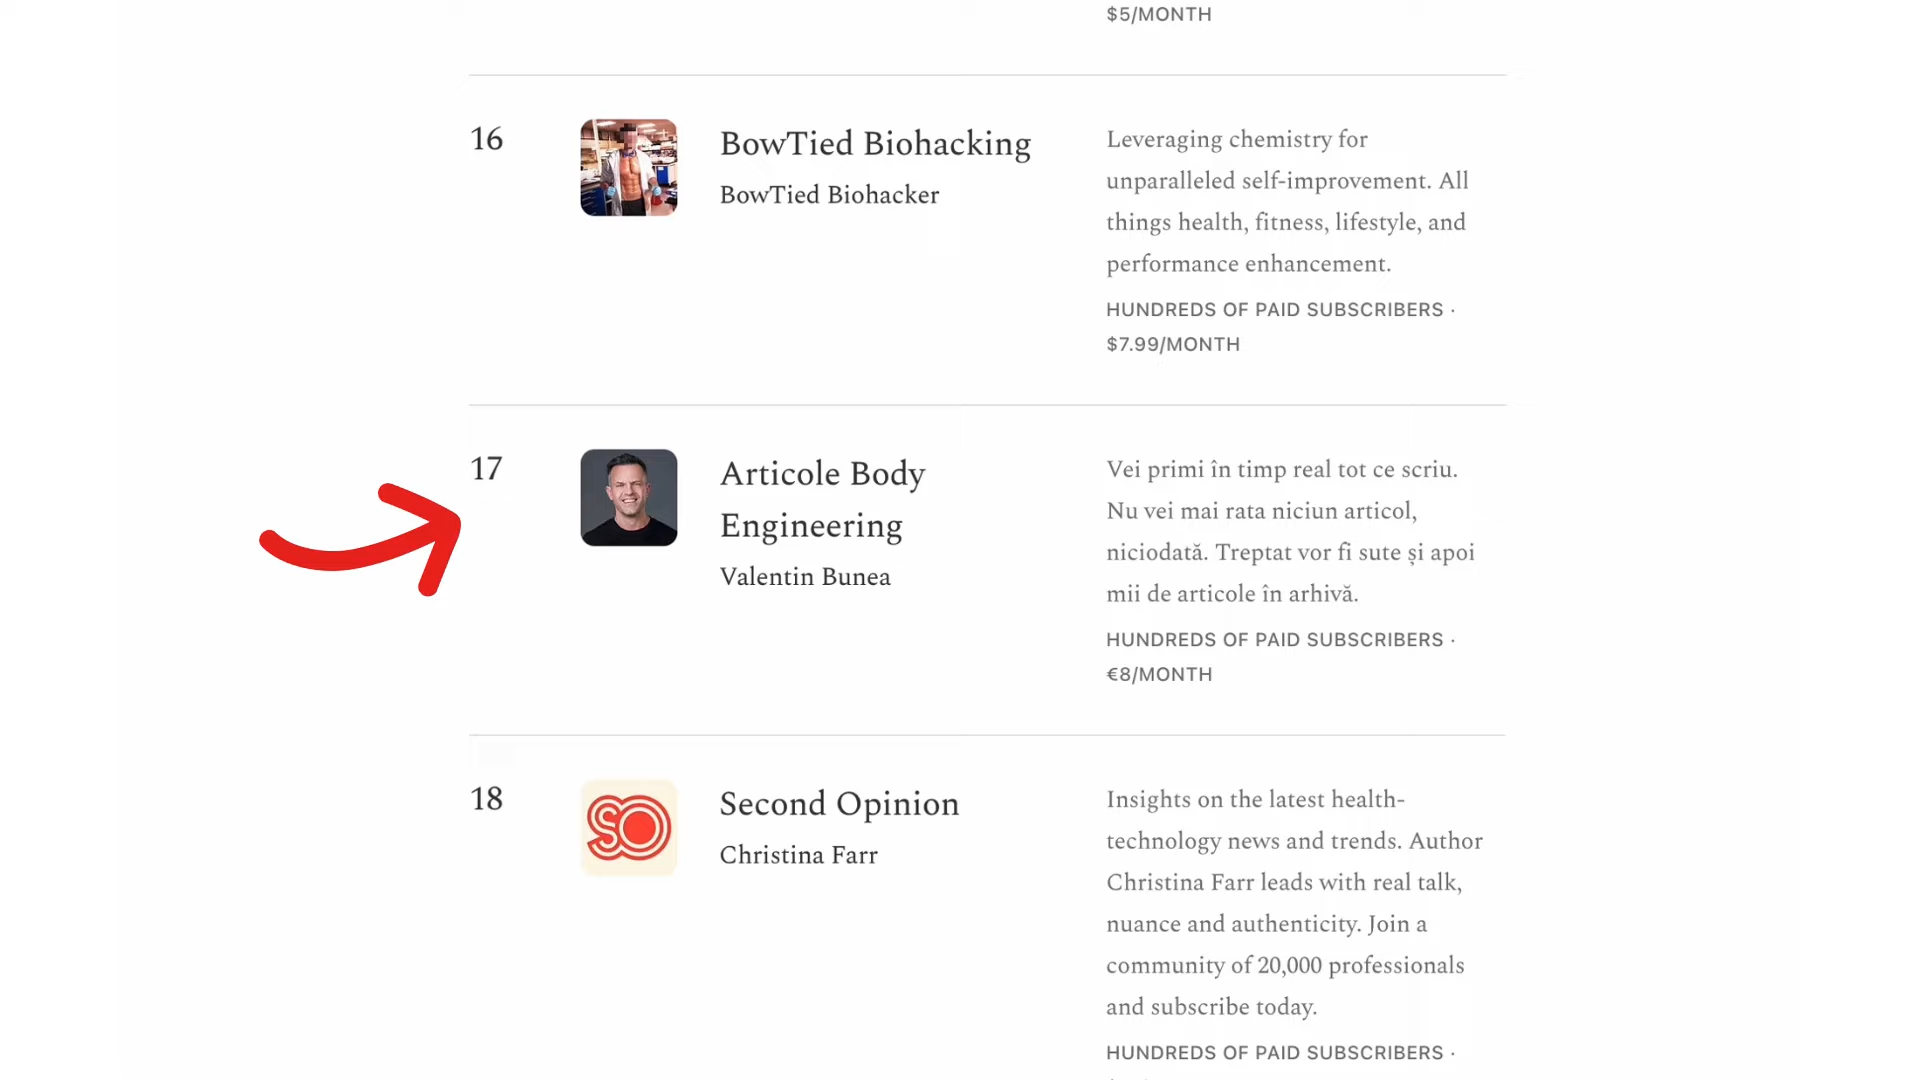 $5/MONTH
16
BowTied Biohacking
BowTied Biohacker
Leveraging chemistry for
unparalleled self-improvement. All
things health, fitness, lifestyle, and
performance enhancement.
HUNDREDS OF PAID SUBSCRIBERS ·
$7.99/MONTH
17
Articole Body
Engineering
Valentin Bunea
Vei primi în timp real tot ce scriu.
Nu vei mai rata niciun articol,
niciodată. Treptat vor fi sute și apoi
mii de articole în arhivă.
HUNDREDS OF PAID SUBSCRIBERS ·
€8/MONTH
18
SO
Second Opinion
Christina Farr
Insights on the latest health-
technology news and trends. Author
Christina Farr leads with real talk,
nuance and authenticity. Join a
community of 20,000 professionals
and subscribe today.
HUNDREDS OF PAID SUBSCRIBERS ·